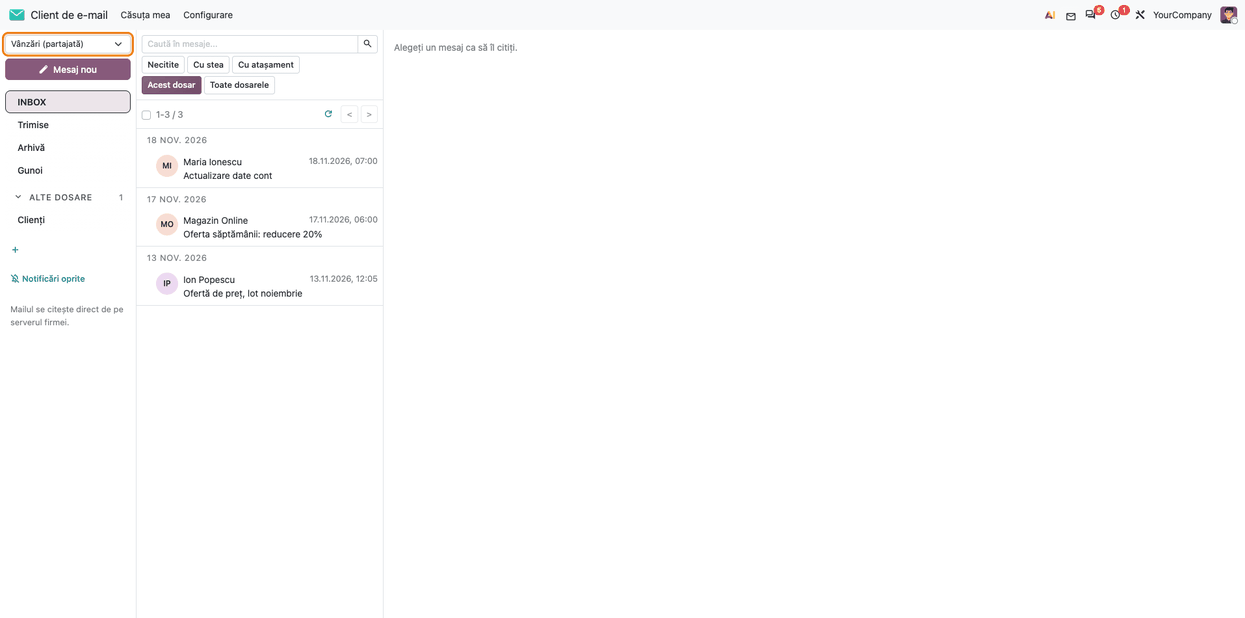 Client de e-mail Căsuța mea Configurare
AI 5 1 YourCompany
Vânzări (partajată)
Mesaj nou
INBOX
Trimise
Arhivă
Gunoi
ALTE DOSARE 1
Clienți
+
Notificări oprite
Mailul se citește direct de pe
serverul firmei.
Caută în mesaje...
Necitite Cu stea Cu atașament
Acest dosar Toate dosarele
1-3 / 3 < >
18 NOV. 2026
MI Maria Ionescu 18.11.2026, 07:00
Actualizare date cont
17 NOV. 2026
MO Magazin Online 17.11.2026, 06:00
Oferta săptămânii: reducere 20%
13 NOV. 2026
IP Ion Popescu 13.11.2026, 12:05
Ofertă de preț, lot noiembrie
Alegeți un mesaj ca să îl citiți.